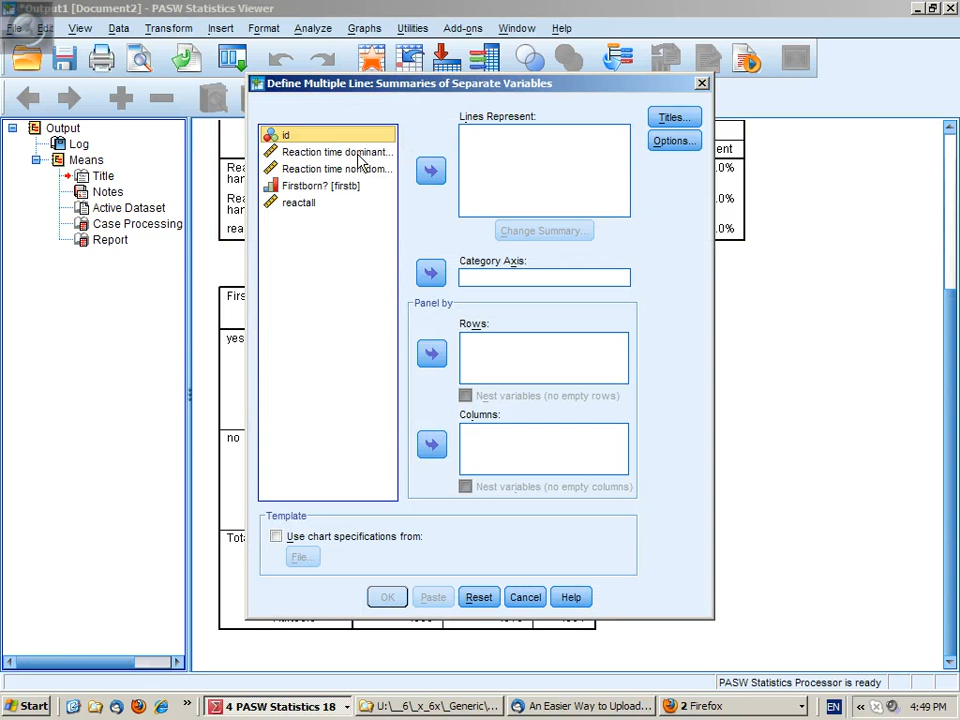 *Output1 [Document2] - PASW Statistics Viewer
File Edit View Data Transform Insert Format Analyze Graphs Utilities Add-ons Window Help
Define Multiple Line: Summaries of Separate Variables
Output
Log
Means
Title
Notes
Active Dataset
Case Processing
Report
id
Reaction time dominant...
Reaction time nondom...
Firstborn? [firstb]
reactall
Lines Represent:
Titles...
Options...
Change Summary...
Category Axis:
Panel by
Rows:
Nest variables (no empty rows)
Columns:
Nest variables (no empty columns)
Template
Use chart specifications from:
File...
OK Paste Reset Cancel Help
yes
no
PASW Statistics Processor is ready
Start
4 PASW Statistics 18
U:\__6\_x_6x\_Generic\...
An Easier Way to Upload...
2 Firefox
EN
4:49 PM